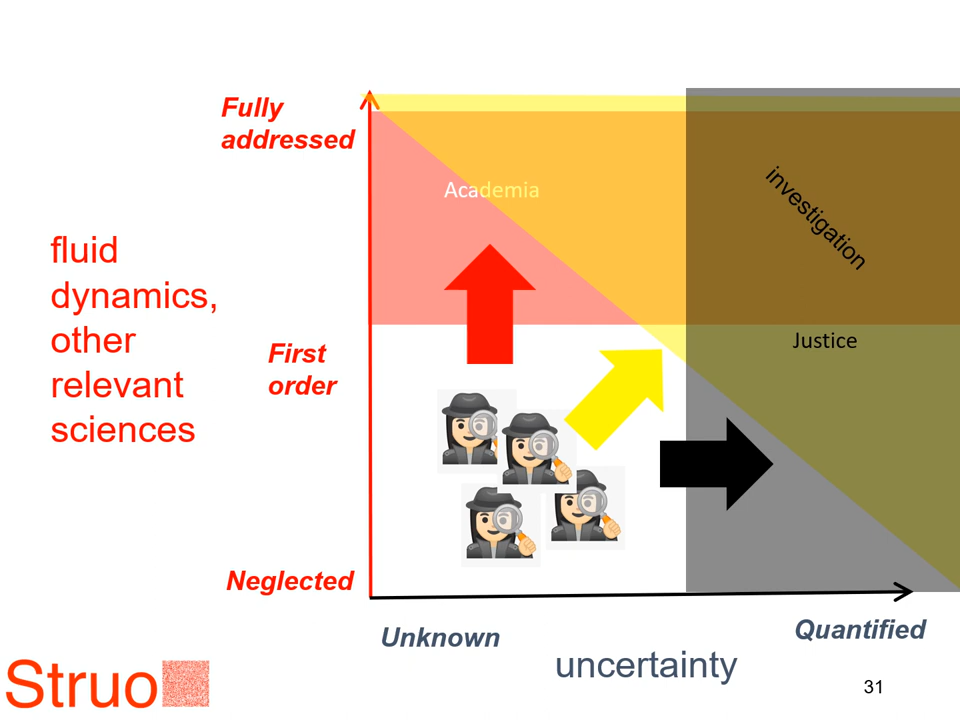 Fully
addressed
Academia
investigation
fluid
dynamics,
other
relevant
sciences
First
order
Justice
Neglected
Unknown
Quantified
uncertainty
Struo
31